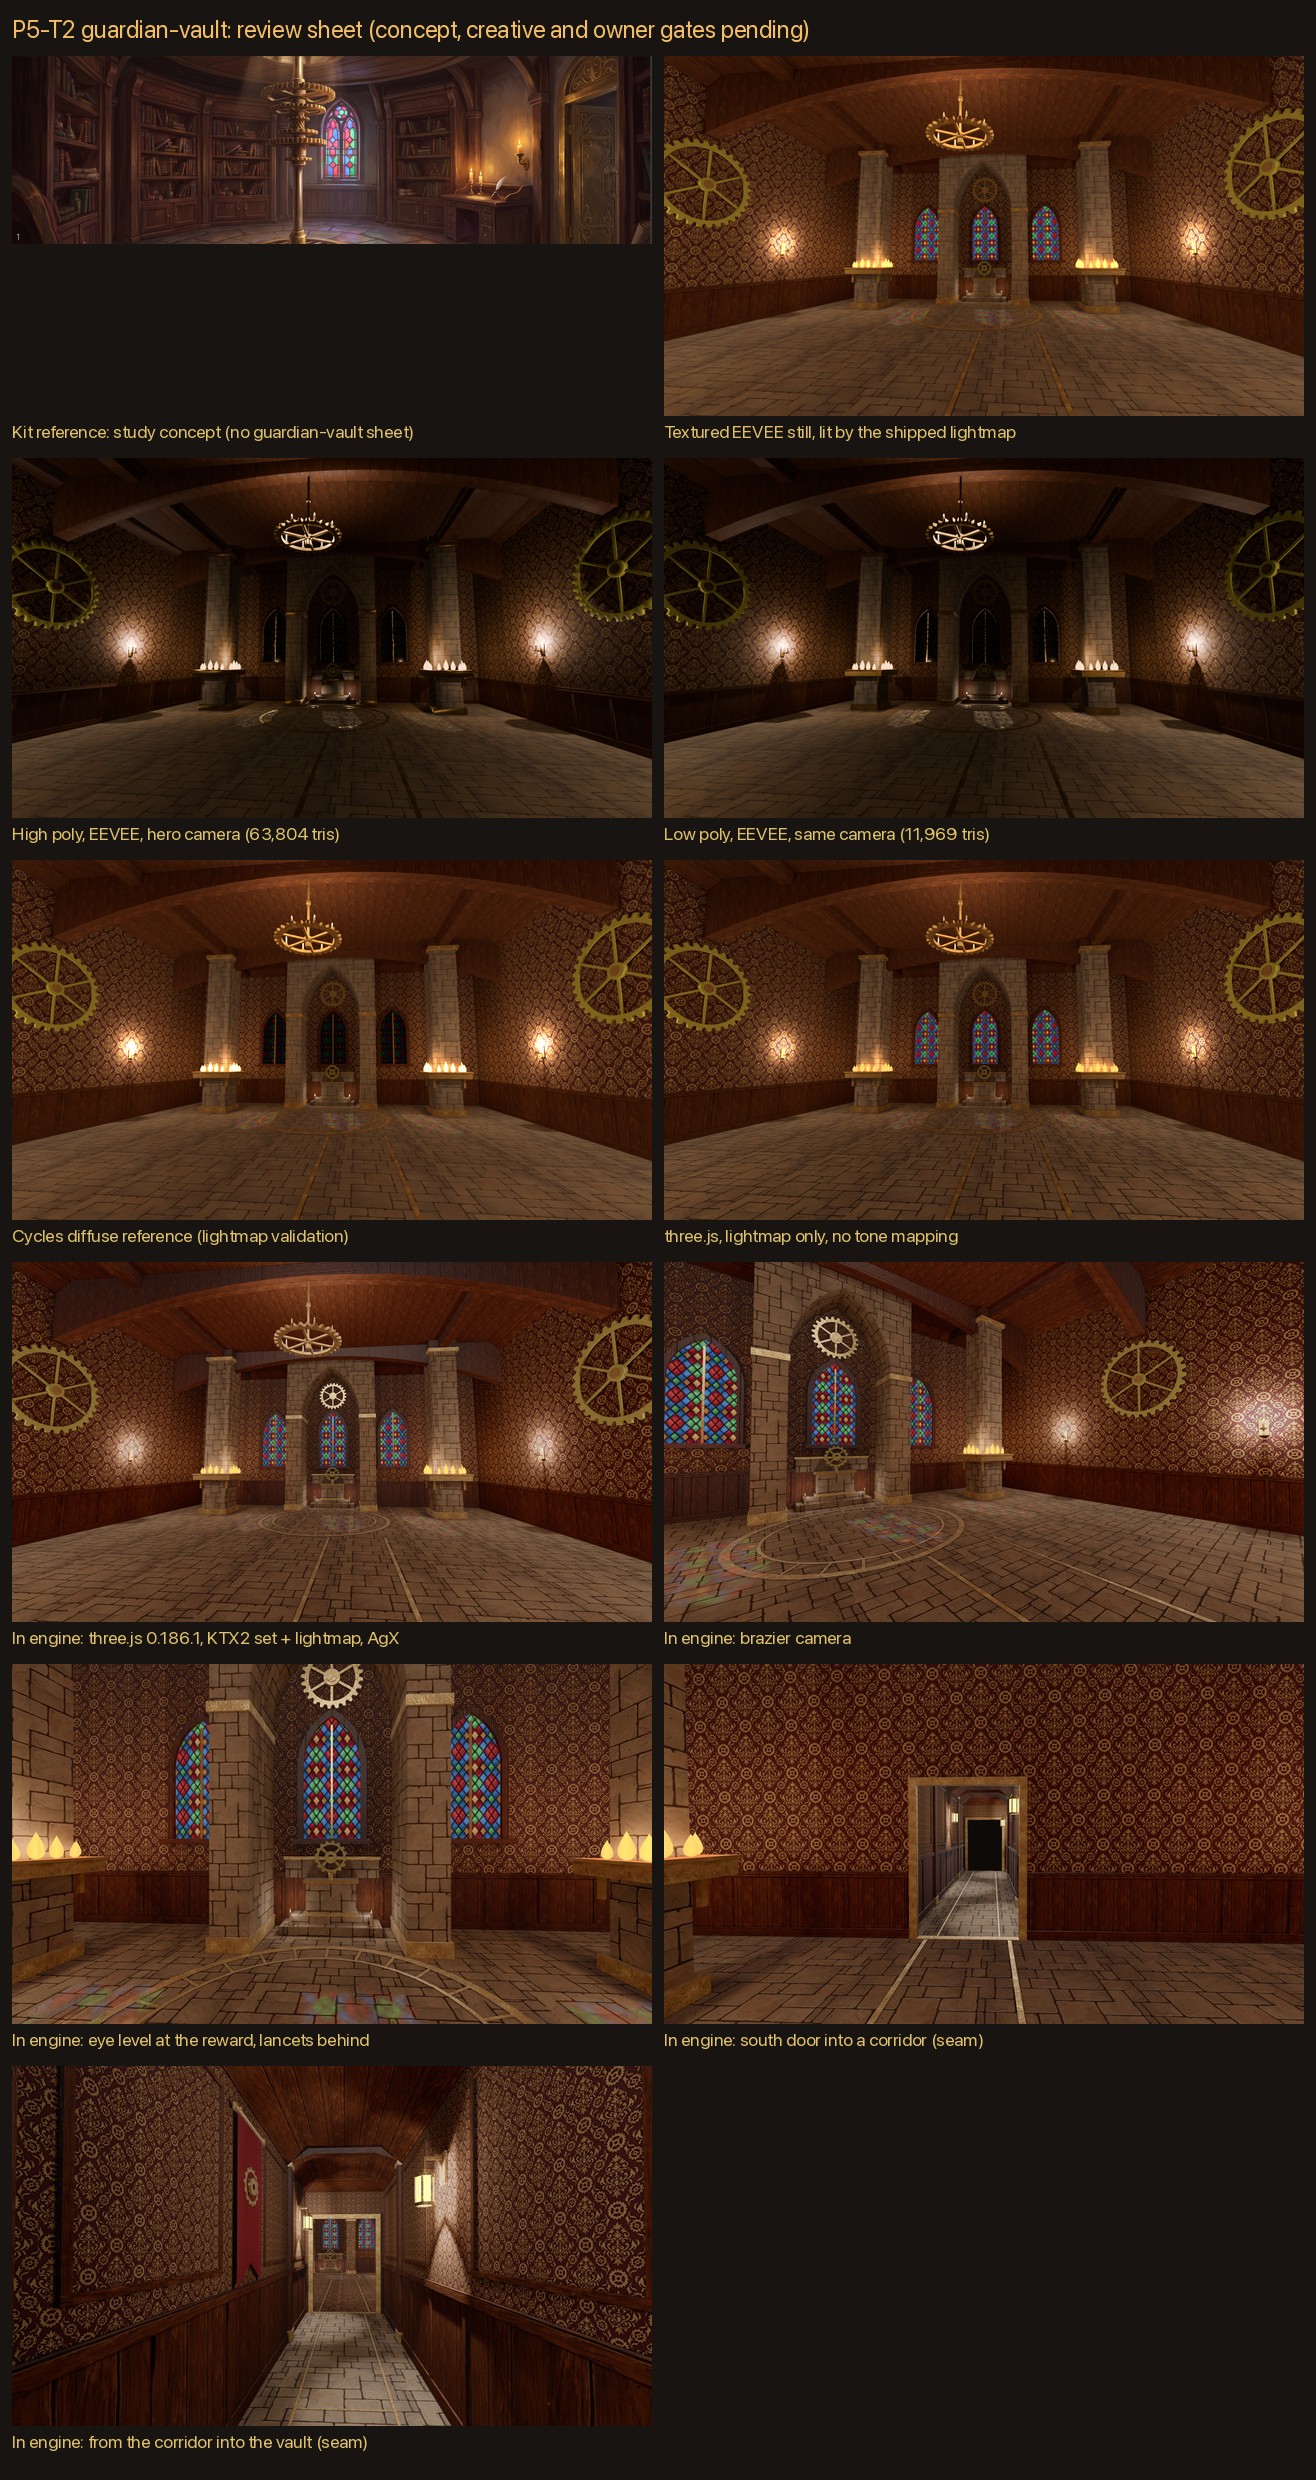 P5-T2 guardian-vault: review sheet (concept, creative and owner gates pending)
1
Kit reference: study concept (no guardian-vault sheet)
Textured EEVEE still, lit by the shipped lightmap
High poly, EEVEE, hero camera (63,804 tris)
Low poly, EEVEE, same camera (11,969 tris)
Cycles diffuse reference (lightmap validation)
three.js, lightmap only, no tone mapping
In engine: three.js 0.186.1, KTX2 set + lightmap, AgX
In engine: brazier camera
In engine: eye level at the reward, lancets behind
In engine: south door into a corridor (seam)
In engine: from the corridor into the vault (seam)